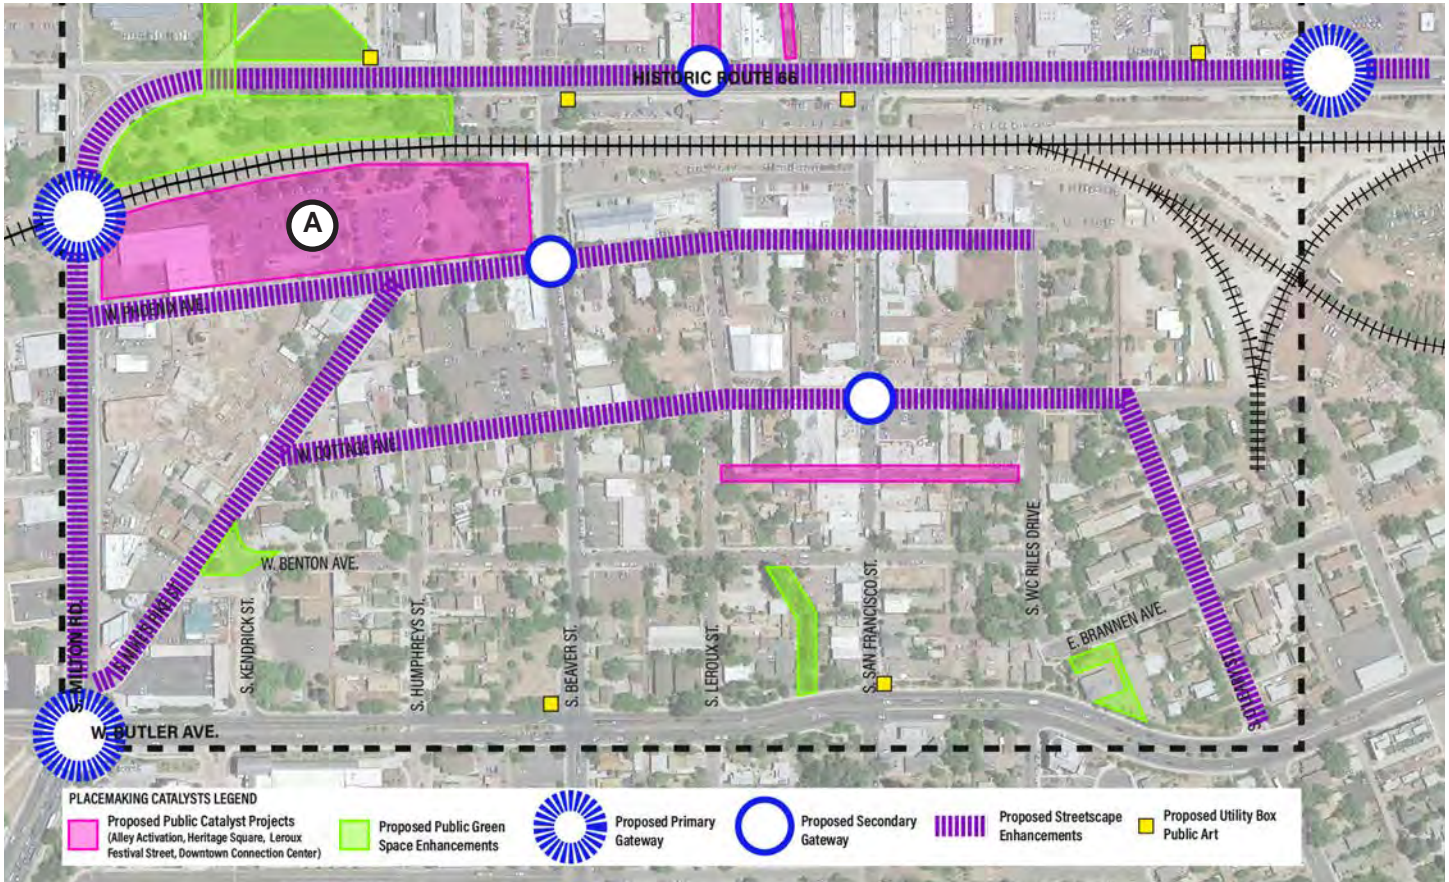 HISTORIC ROUTE 66
A
W. PHOENIX AVE.
W. COTTAGE AVE.
W. BENTON AVE.
S. MILTON RD.
S. MIKES PIKE ST.
S. KENDRICK ST.
S. HUMPHREYS ST.
S. BEAVER ST.
S. LEROUX ST.
S. SAN FRANCISCO ST.
S. WC RILES DRIVE
E. BRANNEN AVE.
W. BUTLER AVE.
PLACEMAKING CATALYSTS LEGEND
Proposed Public Catalyst Projects
(Alley Activation, Heritage Square, Leroux
Festival Street, Downtown Connection Center)
Proposed Public Green
Space Enhancements
Proposed Primary
Gateway
Proposed Secondary
Gateway
Proposed Streetscape
Enhancements
Proposed Utility Box
Public Art